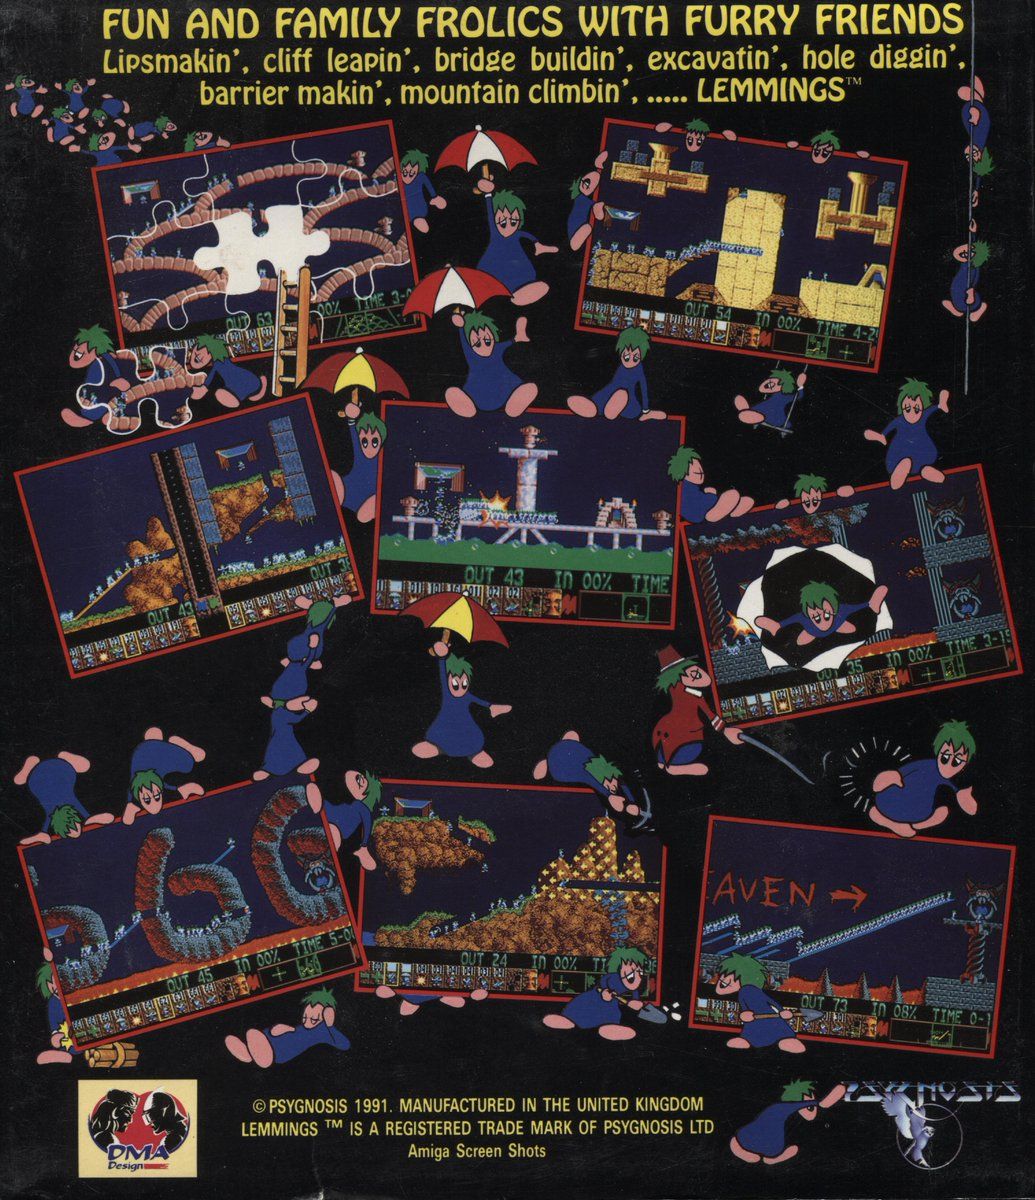 FUN AND FAMILY FROLICS WITH FURRY FRIENDS
Lipsmakin', cliff leapin', bridge buildin', excavatin', hole diggin',
barrier makin', mountain climbin', ..... LEMMINGS™
OUT 63 00% TIME 3-
OUT 54 IN 00% TIME 4-
OUT 43
OUT 3
OUT 43 IN 00% TIME
35 IN 00% TIME 3-
OUT 45 IN 00% TIME 5-0
OUT 24 IN 00%
AVEN →
OUT 73 IN 08% TIME 0-1
DMA
Design
© PSYGNOSIS 1991. MANUFACTURED IN THE UNITED KINGDOM
LEMMINGS ™ IS A REGISTERED TRADE MARK OF PSYGNOSIS LTD
Amiga Screen Shots
PSYGNOSIS